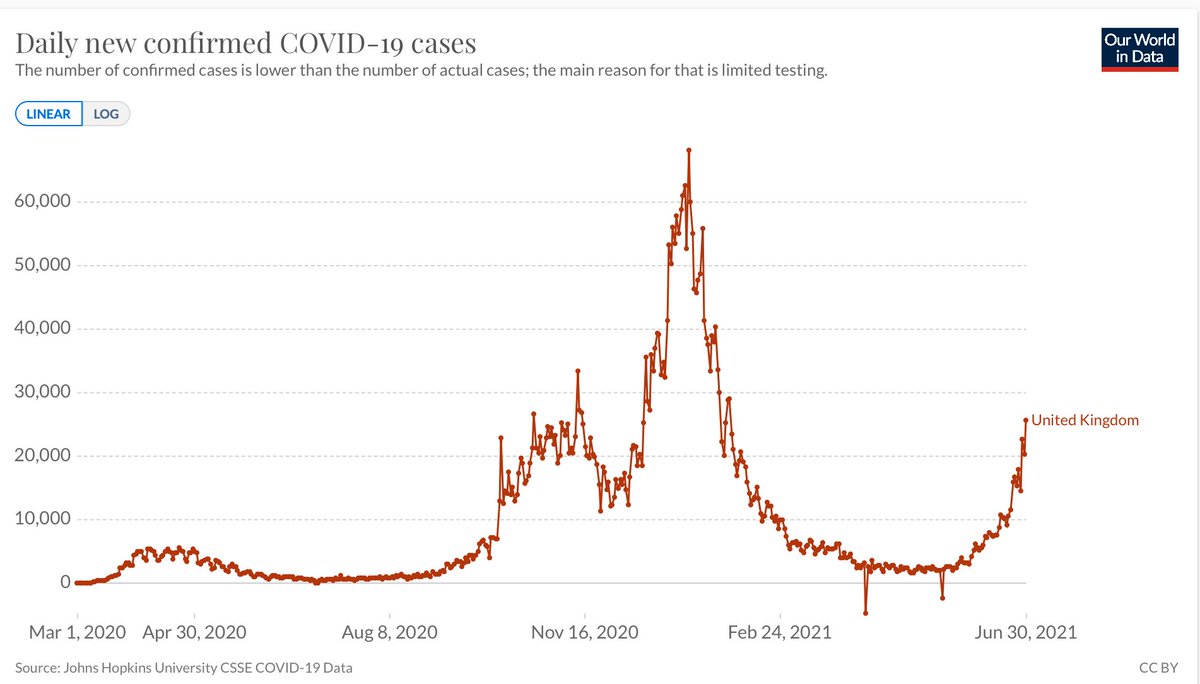 Daily new confirmed COVID-19 cases
The number of confirmed cases is lower than the number of actual cases; the main reason for that is limited testing.
Our World
in Data
LINEAR LOG
60,000
50,000
40,000
30,000
United Kingdom
20,000
10,000
0
Mar 1, 2020 Apr 30, 2020 Aug 8, 2020 Nov 16, 2020 Feb 24, 2021 Jun 30, 2021
Source: Johns Hopkins University CSSE COVID-19 Data CC BY